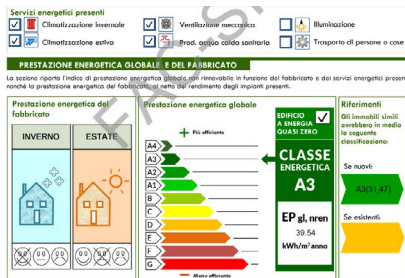 Servizi energetici presenti
Climatizzazione invernale
Ventilazione meccanica
Illuminazione
Climatizzazione estiva
Prod. acqua calda sanitaria
Trasporto di persone o cose
PRESTAZIONE ENERGETICA GLOBALE E DEL FABBRICATO
La sezione riporta l'indice di prestazione energetica globale non rinnovabile in funzione del fabbricato e dei servizi energetici presen
nonché la prestazione energetica del fabbricato, al netto del rendimento degli impianti presenti.
Prestazione energetica del
fabbricato
INVERNO
ESTATE
Prestazione energetica globale
Più efficiente
A4
A3
A2
A1
B
C
D
E
F
G
Meno efficiente
EDIFICIO
A ENERGIA
QUASI ZERO
CLASSE
ENERGETICA
A3
EP gl, nren
39.54
kWh/m² anno
Riferimenti
Gli immobili simili
avrebbero in media
la seguente
classificazione:
Se nuovi:
A3(31,47)
Se esistenti: